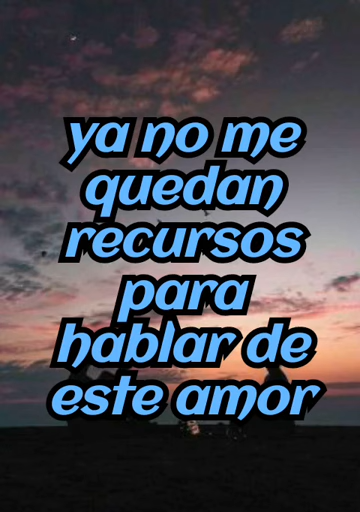 ya no me
quedan
recursos
para
hablar de
este amor